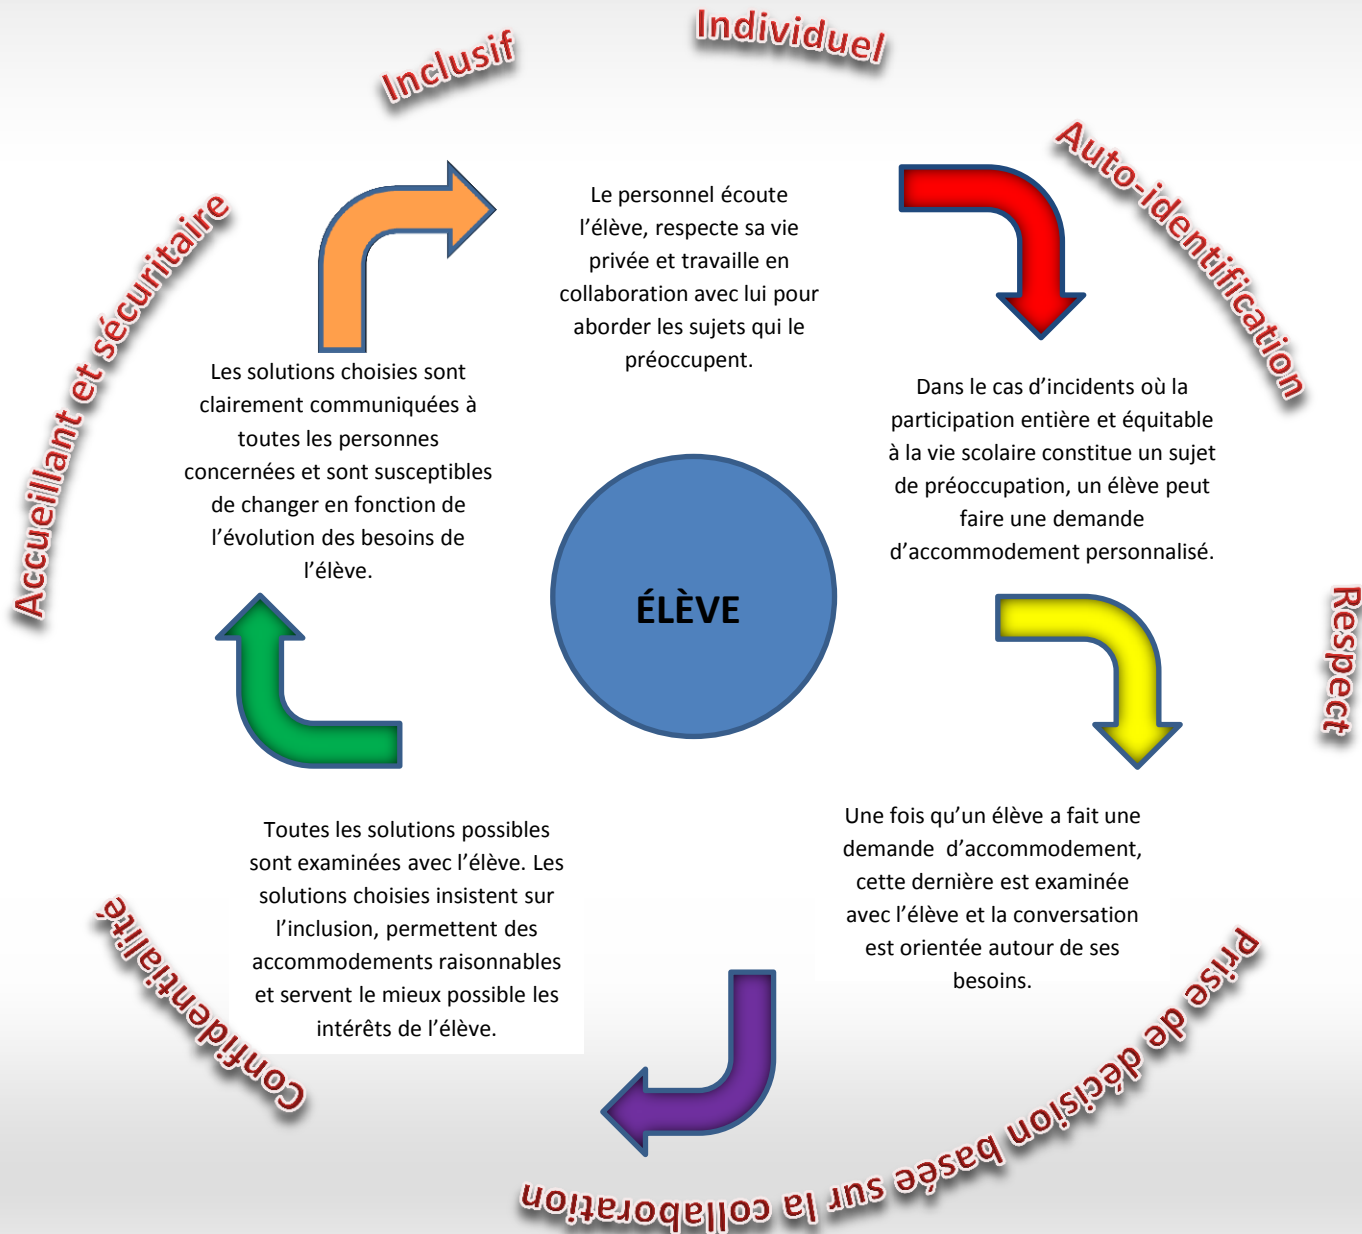 Inclusif
Individuel
Auto-identification
Respect
Prise de décision basée sur la collaboration
Confidentialité
Accueillant et sécuritaire
Le personnel écoute
l’élève, respecte sa vie
privée et travaille en
collaboration avec lui pour
aborder les sujets qui le
préoccupent.
Dans le cas d’incidents où la
participation entière et équitable
à la vie scolaire constitue un sujet
de préoccupation, un élève peut
faire une demande
d’accommodement personnalisé.
Une fois qu’un élève a fait une
demande d’accommodement,
cette dernière est examinée
avec l’élève et la conversation
est orientée autour de ses
besoins.
Toutes les solutions possibles
sont examinées avec l’élève. Les
solutions choisies insistent sur
l’inclusion, permettent des
accommodements raisonnables
et servent le mieux possible les
intérêts de l’élève.
Les solutions choisies sont
clairement communiquées à
toutes les personnes
concernées et sont susceptibles
de changer en fonction de
l’évolution des besoins de
l’élève.
ÉLÈVE